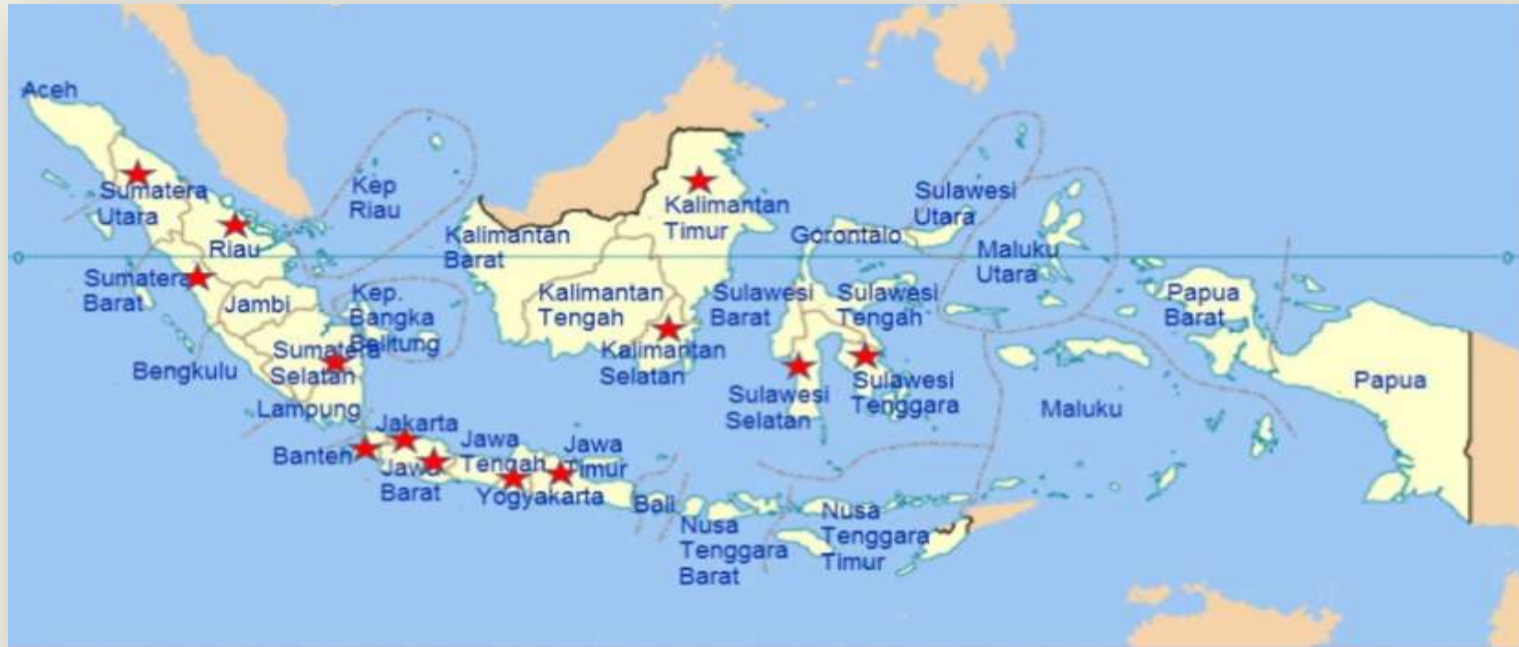 Aceh
Sumatera
Utara
Riau
Kep
Riau
Sumatera
Barat
Jambi
Kep.
Bangka
Belitung
Sumatera
Selatan
Bengkulu
Lampung
Kalimantan
Barat
Kalimantan
Timur
Kalimantan
Tengah
Kalimantan
Selatan
Gorontalo
Sulawesi
Utara
Sulawesi
Barat
Sulawesi
Tengah
Sulawesi
Selatan
Sulawesi
Tenggara
Maluku
Utara
Maluku
Papua
Barat
Papua
Banten
Jakarta
Jawa
Barat
Jawa
Tengah
Yogyakarta
Jawa
Timur
Bali
Nusa
Tenggara
Barat
Nusa
Tenggara
Timur
0
0